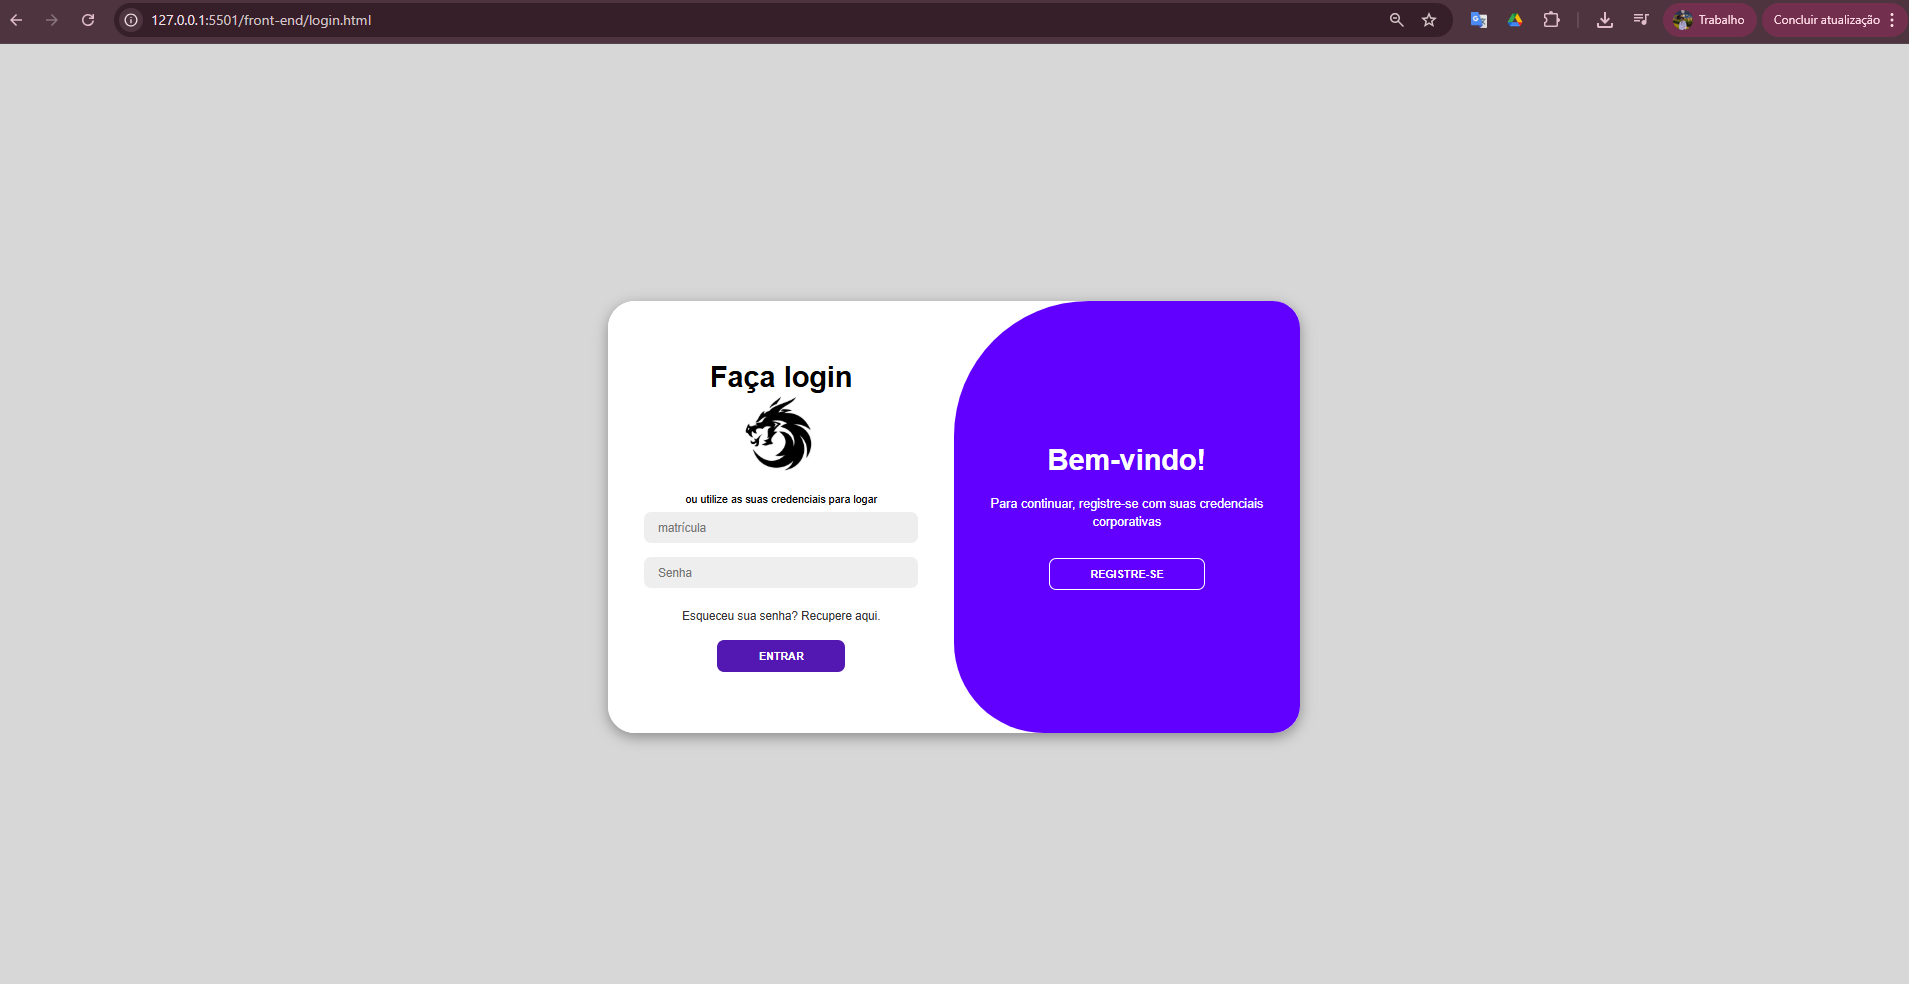 127.0.0.1:5501/front-end/login.html
Trabalho
Concluir atualização
Faça login
ou utilize as suas credenciais para logar
matrícula
Senha
Esqueceu sua senha? Recupere aqui.
ENTRAR
Bem-vindo!
Para continuar, registre-se com suas credenciais
corporativas
REGISTRE-SE